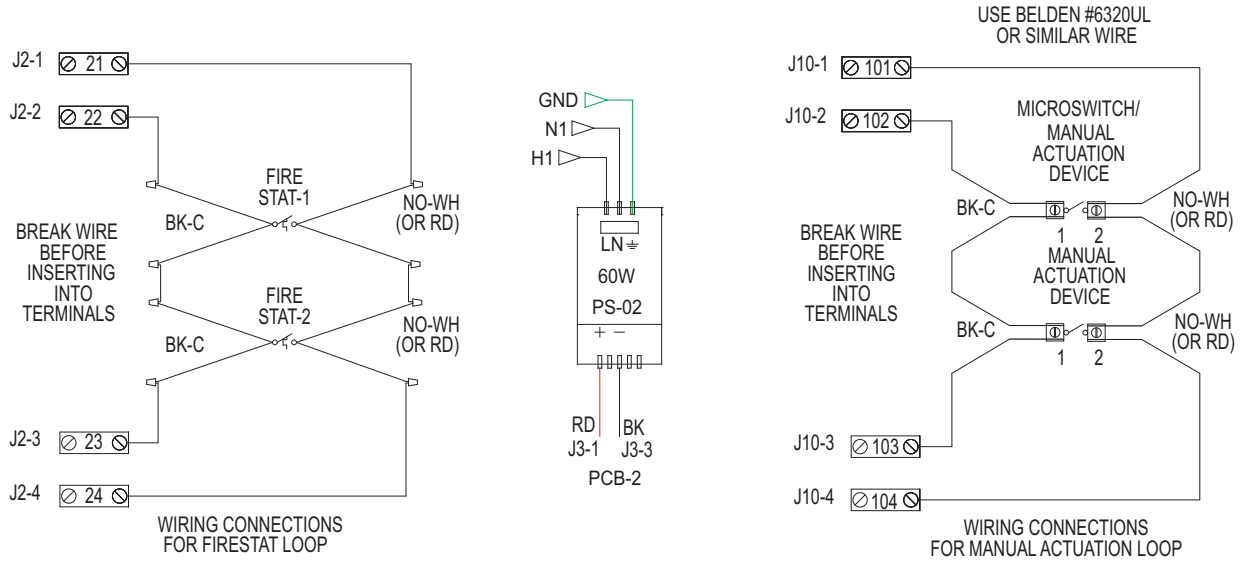 J2-1
21
J2-2
22
FIRE
STAT-1
BK-C
NO-WH
(OR RD)
BREAK WIRE
BEFORE
INSERTING
INTO
TERMINALS
FIRE
STAT-2
BK-C
NO-WH
(OR RD)
J2-3
23
J2-4
24
WIRING CONNECTIONS
FOR FIRESTAT LOOP
GND
N1
H1
LN
60W
PS-02
+ −
RD
BK
J3-1
J3-3
PCB-2
USE BELDEN #6320UL
OR SIMILAR WIRE
J10-1
101
J10-2
102
MICROSWITCH/
MANUAL
ACTUATION
DEVICE
BK-C
NO-WH
(OR RD)
1
2
BREAK WIRE
BEFORE
INSERTING
INTO
TERMINALS
MANUAL
ACTUATION
DEVICE
BK-C
NO-WH
(OR RD)
1
2
J10-3
103
J10-4
104
WIRING CONNECTIONS
FOR MANUAL ACTUATION LOOP